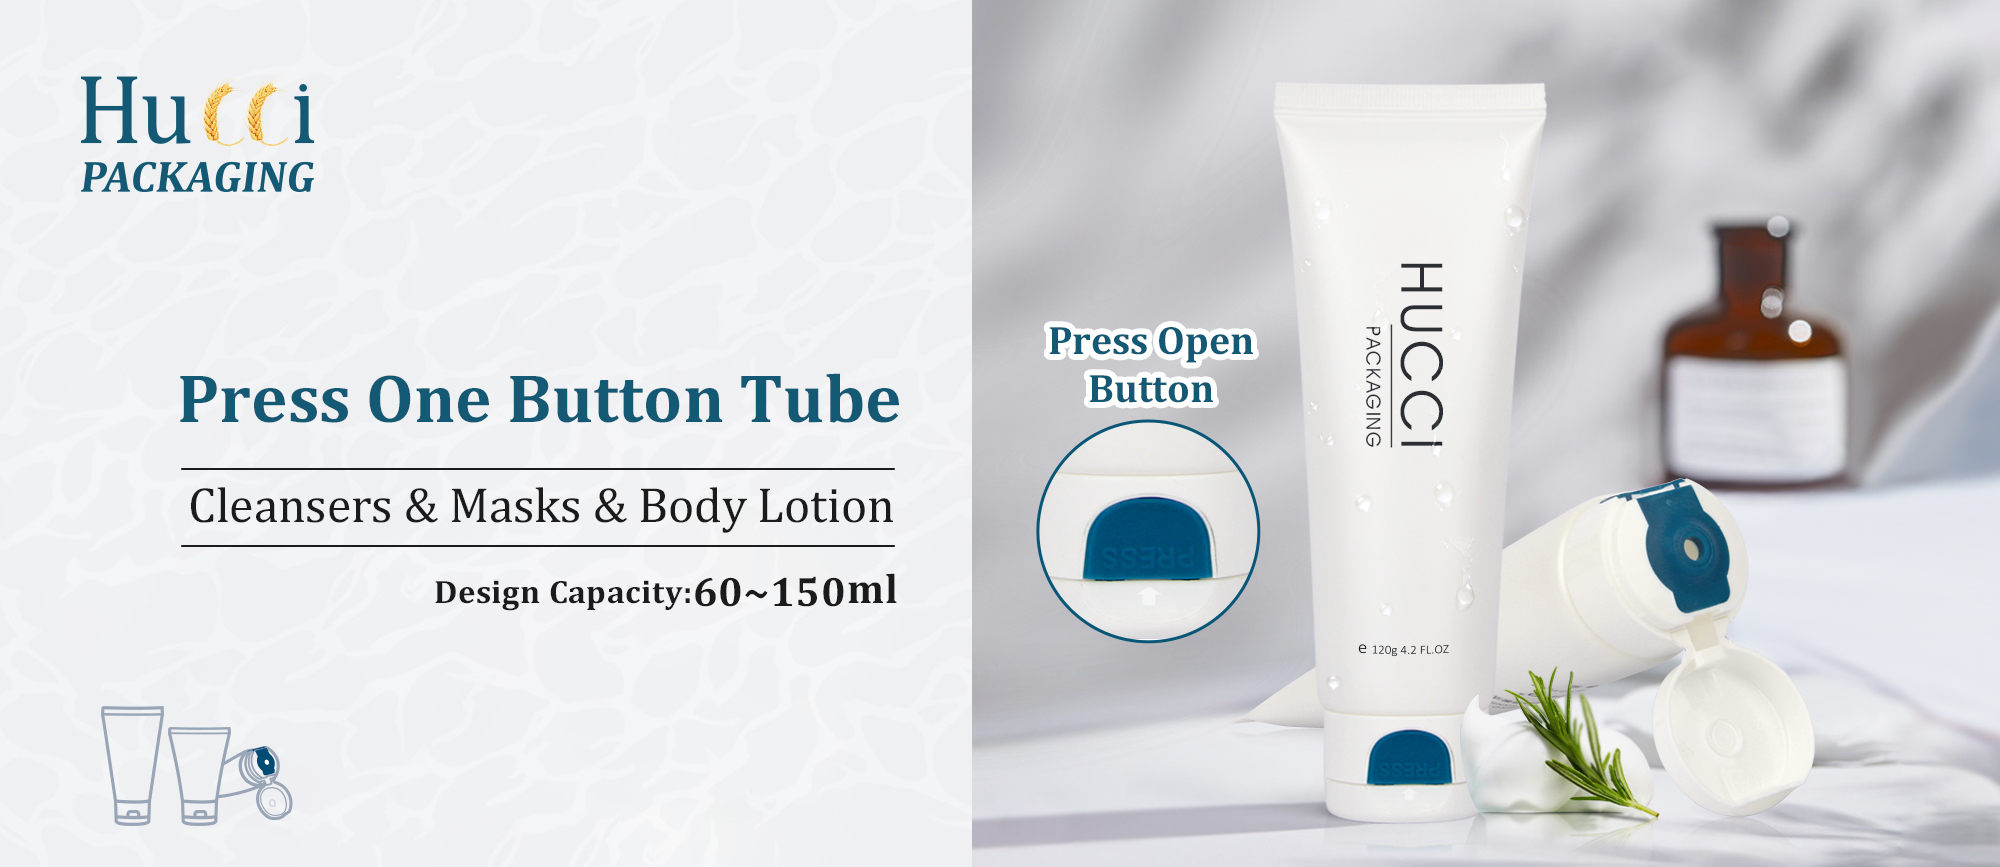 Hucci
PACKAGING
Press One Button Tube
Cleansers & Masks & Body Lotion
Design Capacity:60~150ml
Press Open
Button
PRESS
HUCCI
PACKAGING
e 120g 4.2 FL.OZ
PRESS